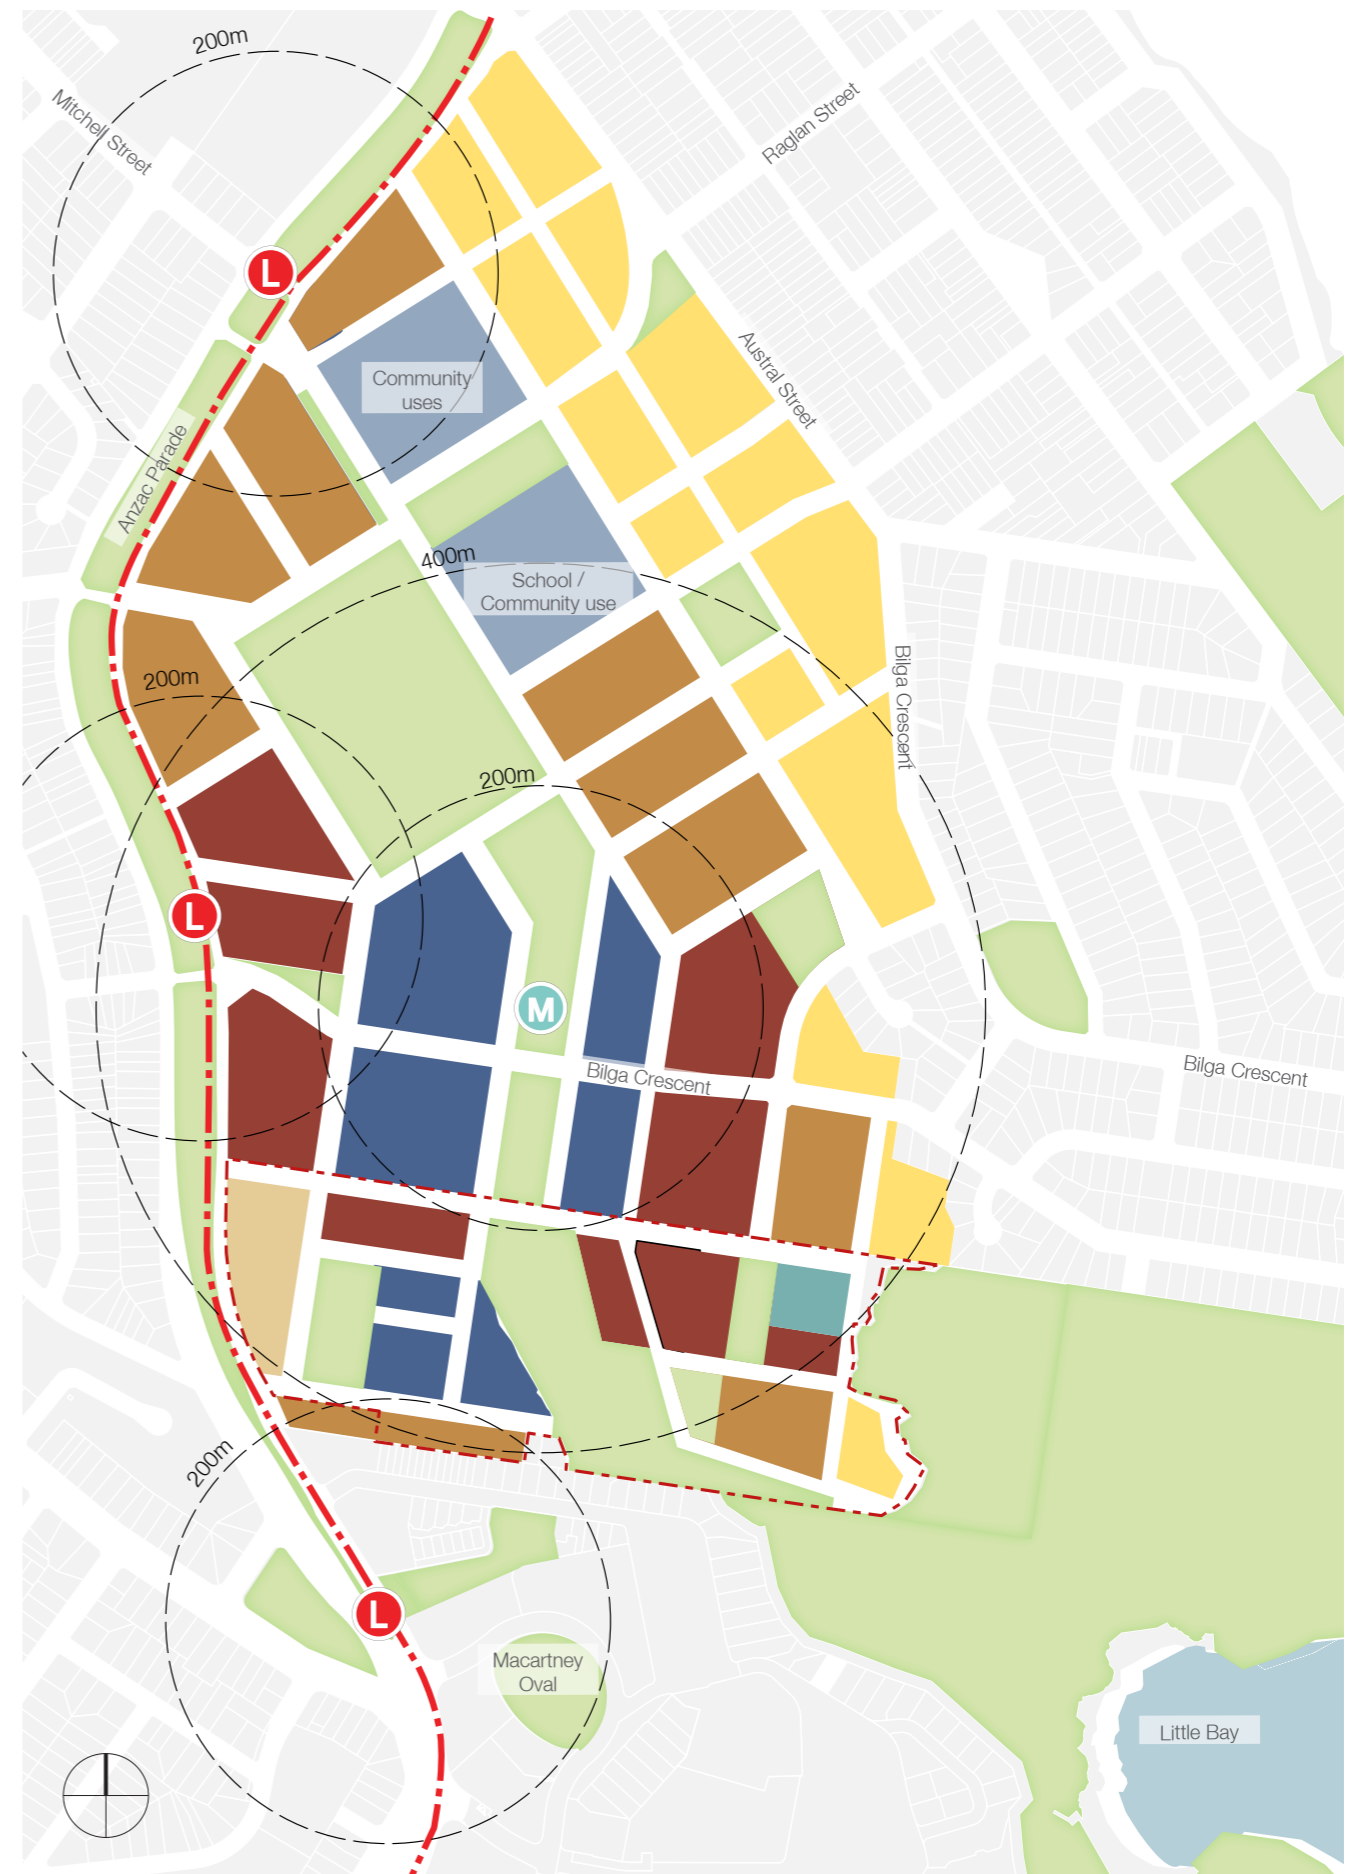 200m
Mitchell Street
Raglan Street
L
Community
uses
Austral Street
Anzac Parade
400m
School /
Community use
Bilga Crescent
200m
200m
L
M
Bilga Crescent
Bilga Crescent
200m
L
Macartney
Oval
Little Bay